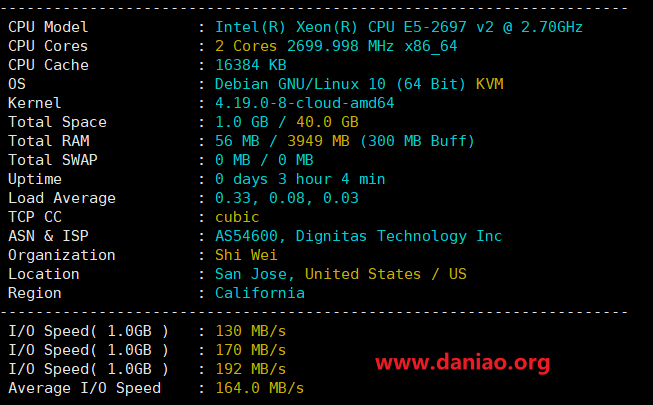 ----------------------------------------------------------------------
CPU Model : Intel(R) Xeon(R) CPU E5-2697 v2 @ 2.70GHz
CPU Cores : 2 Cores 2699.998 MHz x86_64
CPU Cache : 16384 KB
OS : Debian GNU/Linux 10 (64 Bit) KVM
Kernel : 4.19.0-8-cloud-amd64
Total Space : 1.0 GB / 40.0 GB
Total RAM : 56 MB / 3949 MB (300 MB Buff)
Total SWAP : 0 MB / 0 MB
Uptime : 0 days 3 hour 4 min
Load Average : 0.33, 0.08, 0.03
TCP CC : cubic
ASN & ISP : AS54600, Dignitas Technology Inc
Organization : Shi Wei
Location : San Jose, United States / US
Region : California
----------------------------------------------------------------------
I/O Speed( 1.0GB ) : 130 MB/s
I/O Speed( 1.0GB ) : 170 MB/s
I/O Speed( 1.0GB ) : 192 MB/s
Average I/O Speed : 164.0 MB/s
www.daniao.org